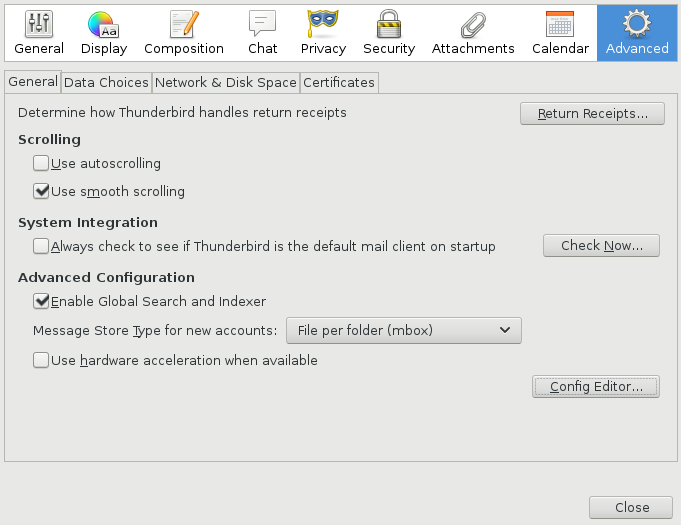 General Display Composition Chat Privacy Security Attachments Calendar Advanced
General Data Choices Network & Disk Space Certificates
Determine how Thunderbird handles return receipts Return Receipts...
Scrolling
Use autoscrolling
Use smooth scrolling
System Integration
Always check to see if Thunderbird is the default mail client on startup Check Now...
Advanced Configuration
Enable Global Search and Indexer
Message Store Type for new accounts: File per folder (mbox)
Use hardware acceleration when available
Config Editor...
Close